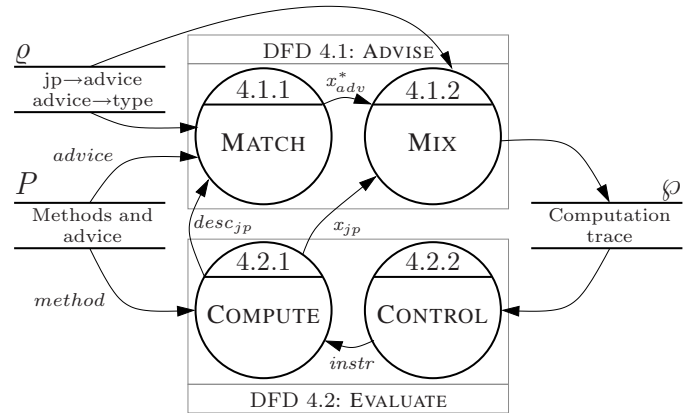 DFD 4.1: ADVISE
ϱ
jp→advice
advice→type
4.1.1
x*adv
4.1.2
MATCH
MIX
advice
P
Methods and
advice
℘
Computation
trace
descjp
xjp
4.2.1
4.2.2
method
COMPUTE
CONTROL
instr
DFD 4.2: EVALUATE